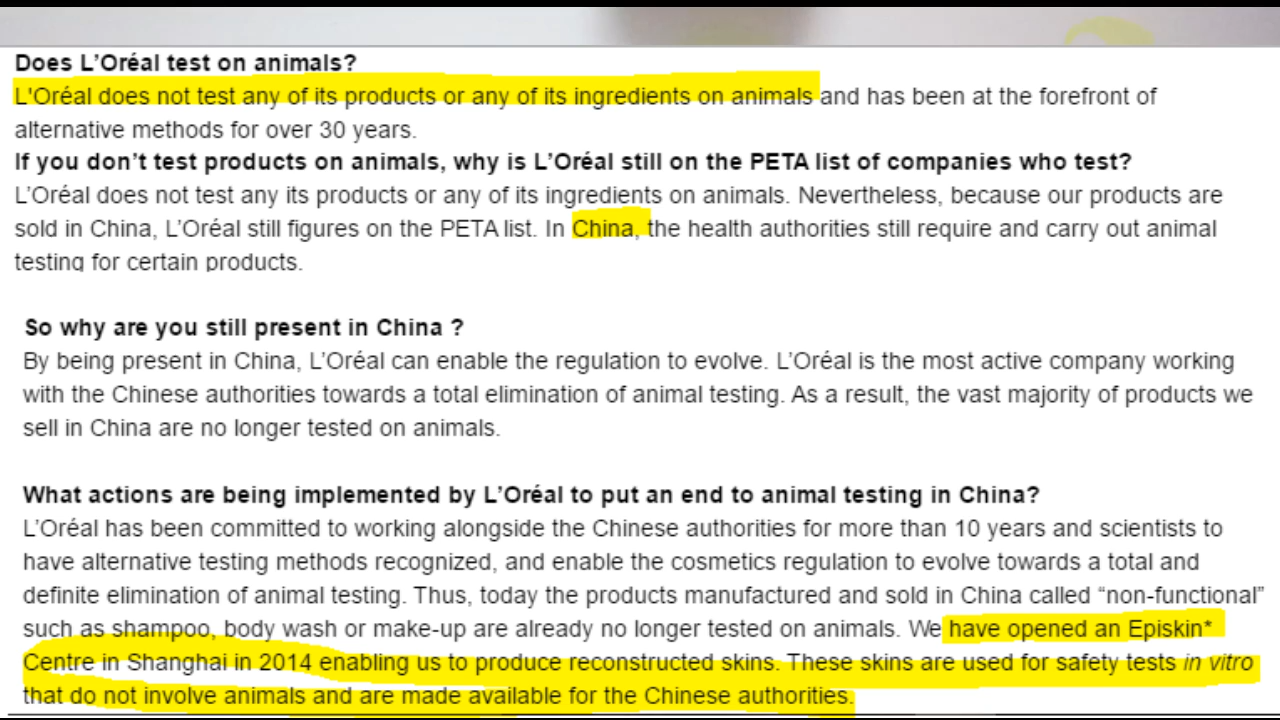 Does L’Oréal test on animals?
L'Oréal does not test any of its products or any of its ingredients on animals and has been at the forefront of
alternative methods for over 30 years.
If you don’t test products on animals, why is L’Oréal still on the PETA list of companies who test?
L’Oréal does not test any its products or any of its ingredients on animals. Nevertheless, because our products are
sold in China, L’Oréal still figures on the PETA list. In China, the health authorities still require and carry out animal
testing for certain products.
So why are you still present in China ?
By being present in China, L’Oréal can enable the regulation to evolve. L’Oréal is the most active company working
with the Chinese authorities towards a total elimination of animal testing. As a result, the vast majority of products we
sell in China are no longer tested on animals.
What actions are being implemented by L’Oréal to put an end to animal testing in China?
L’Oréal has been committed to working alongside the Chinese authorities for more than 10 years and scientists to
have alternative testing methods recognized, and enable the cosmetics regulation to evolve towards a total and
definite elimination of animal testing. Thus, today the products manufactured and sold in China called “non-functional”
such as shampoo, body wash or make-up are already no longer tested on animals. We have opened an Episkin*
Centre in Shanghai in 2014 enabling us to produce reconstructed skins. These skins are used for safety tests in vitro
that do not involve animals and are made available for the Chinese authorities.